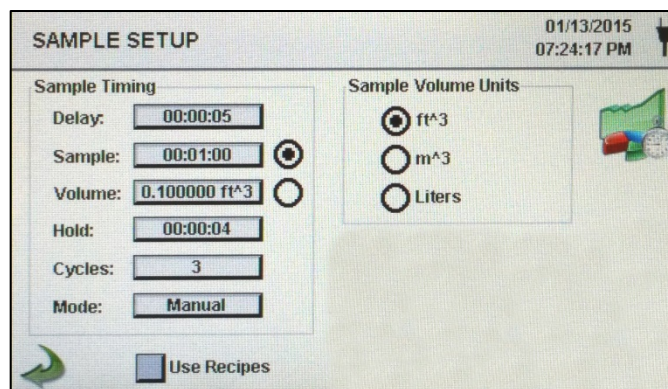 SAMPLE SETUP
01/13/2015
07:24:17 PM
Sample Timing
Delay: 00:00:05
Sample: 00:01:00
Volume: 0.100000 ft^3
Hold: 00:00:04
Cycles: 3
Mode: Manual
Use Recipes
Sample Volume Units
ft^3
m^3
Liters